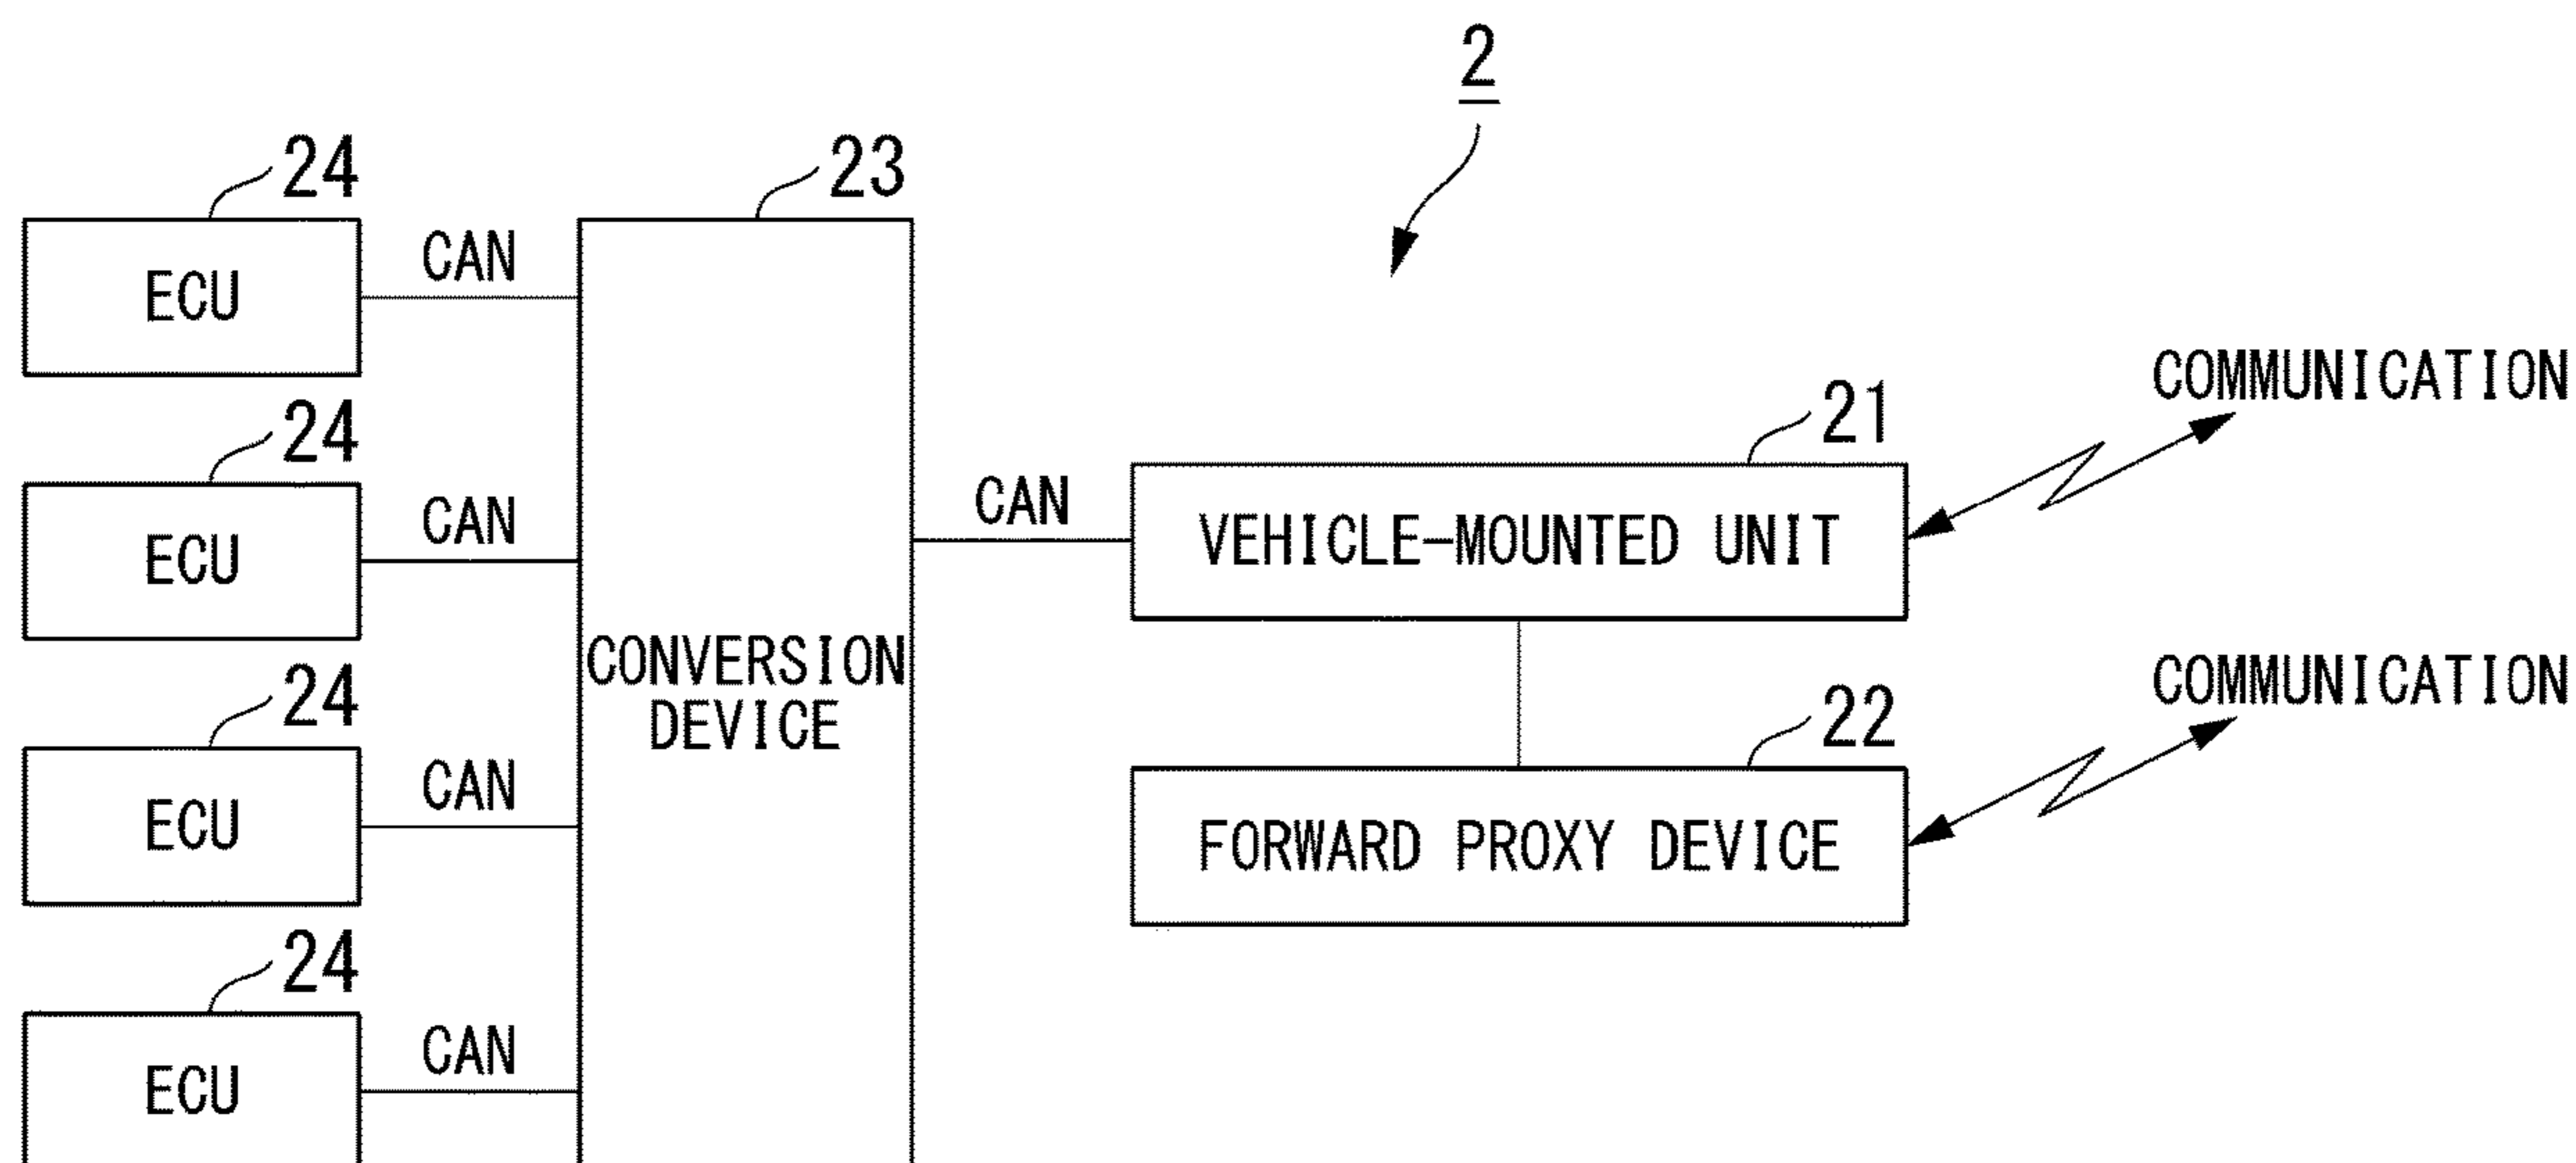 2
24
23
ECU
CAN
24
21
COMMUNICATION
ECU
CAN
CAN
VEHICLE-MOUNTED UNIT
CONVERSION
DEVICE
24
22
COMMUNICATION
ECU
CAN
FORWARD PROXY DEVICE
24
ECU
CAN